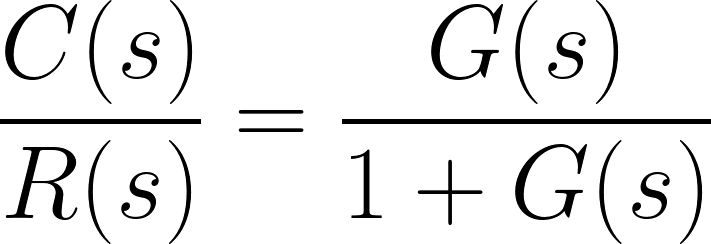 C(s)/R(s) = G(s)/(1 + G(s))